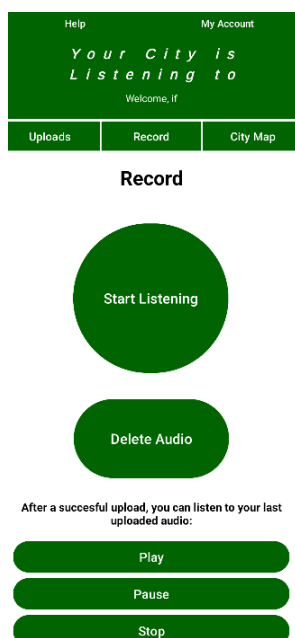 Help My Account
Your City is
Listening to
Welcome, if
Uploads Record City Map
Record
Start Listening
Delete Audio
After a succesful upload, you can listen to your last
uploaded audio:
Play
Pause
Stop